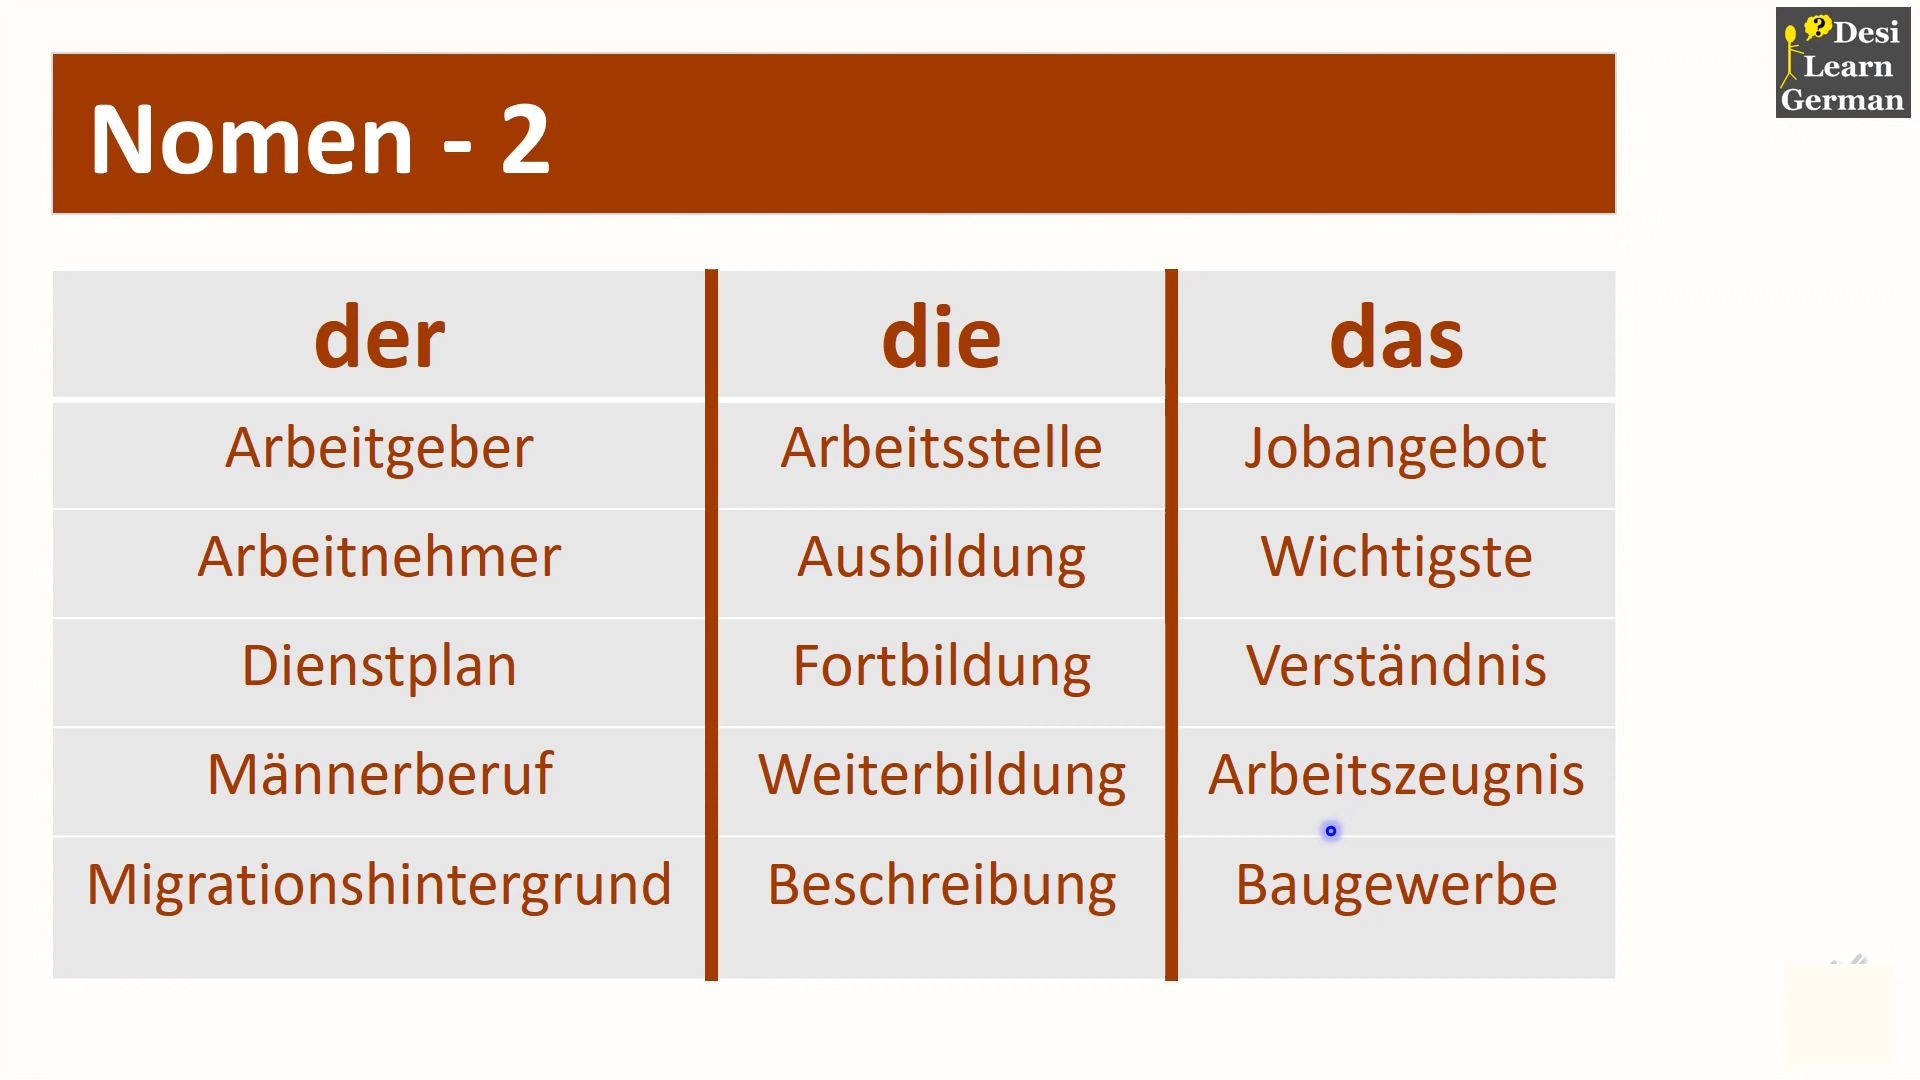 ?
Desi
Learn
German
Nomen - 2
der die das
Arbeitgeber Arbeitsstelle Jobangebot
Arbeitnehmer Ausbildung Wichtigste
Dienstplan Fortbildung Verständnis
Männerberuf Weiterbildung Arbeitszeugnis
Migrationshintergrund Beschreibung Baugewerbe